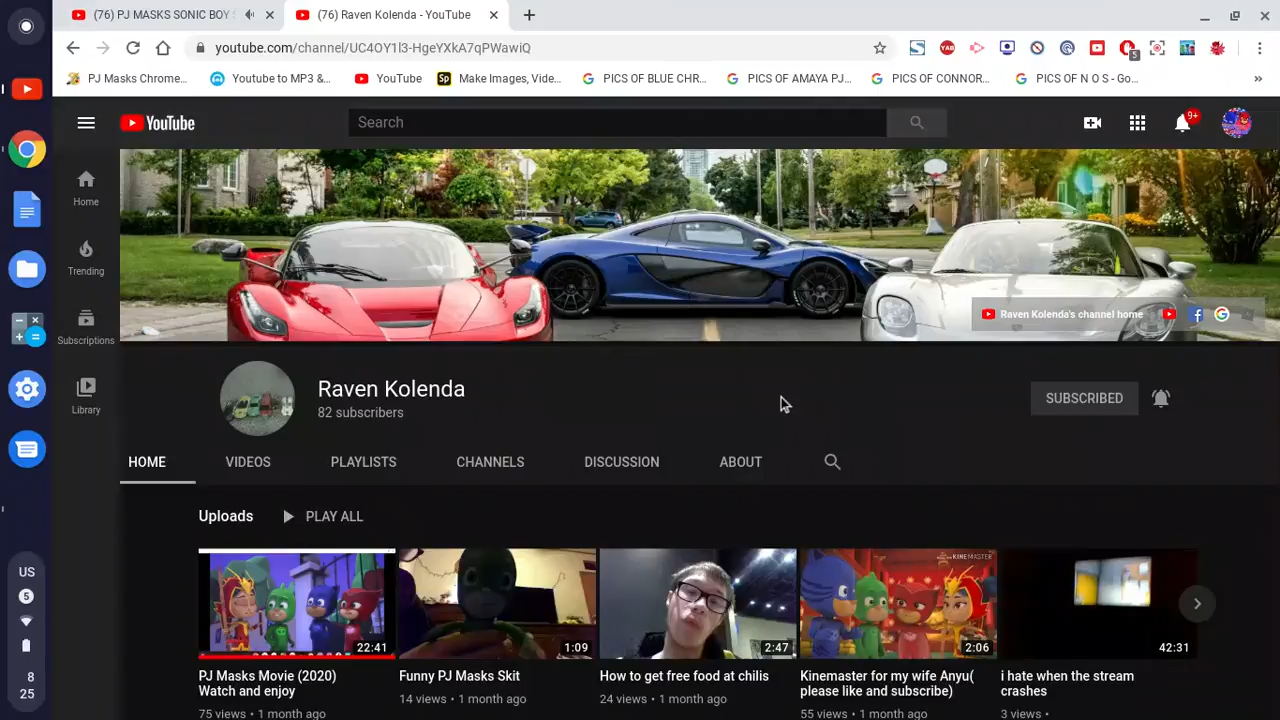 (76) PJ MASKS SONIC BOY
(76) Raven Kolenda - YouTube
youtube.com/channel/UC4OY1l3-HgeYXkA7qPWawiQ
5
PJ Masks Chrome...
Youtube to MP3 &...
YouTube
Sp Make Images, Vide...
PICS OF BLUE CHR...
PICS OF AMAYA PJ...
PICS OF CONNOR...
PICS OF N O S - Go...
YouTube
Search
9+
Home
Trending
Subscriptions
Library
Raven Kolenda's channel home
Raven Kolenda
82 subscribers
SUBSCRIBED
HOME
VIDEOS
PLAYLISTS
CHANNELS
DISCUSSION
ABOUT
Uploads
PLAY ALL
22:41
1:09
2:47
KINEMASTER
2:06
42:31
PJ Masks Movie (2020)
Watch and enjoy
75 views • 1 month ago
Funny PJ Masks Skit
14 views • 1 month ago
How to get free food at chilis
24 views • 1 month ago
Kinemaster for my wife Anyu(
please like and subscribe)
55 views • 1 month ago
i hate when the stream
crashes
3 views •
US
5
8
25